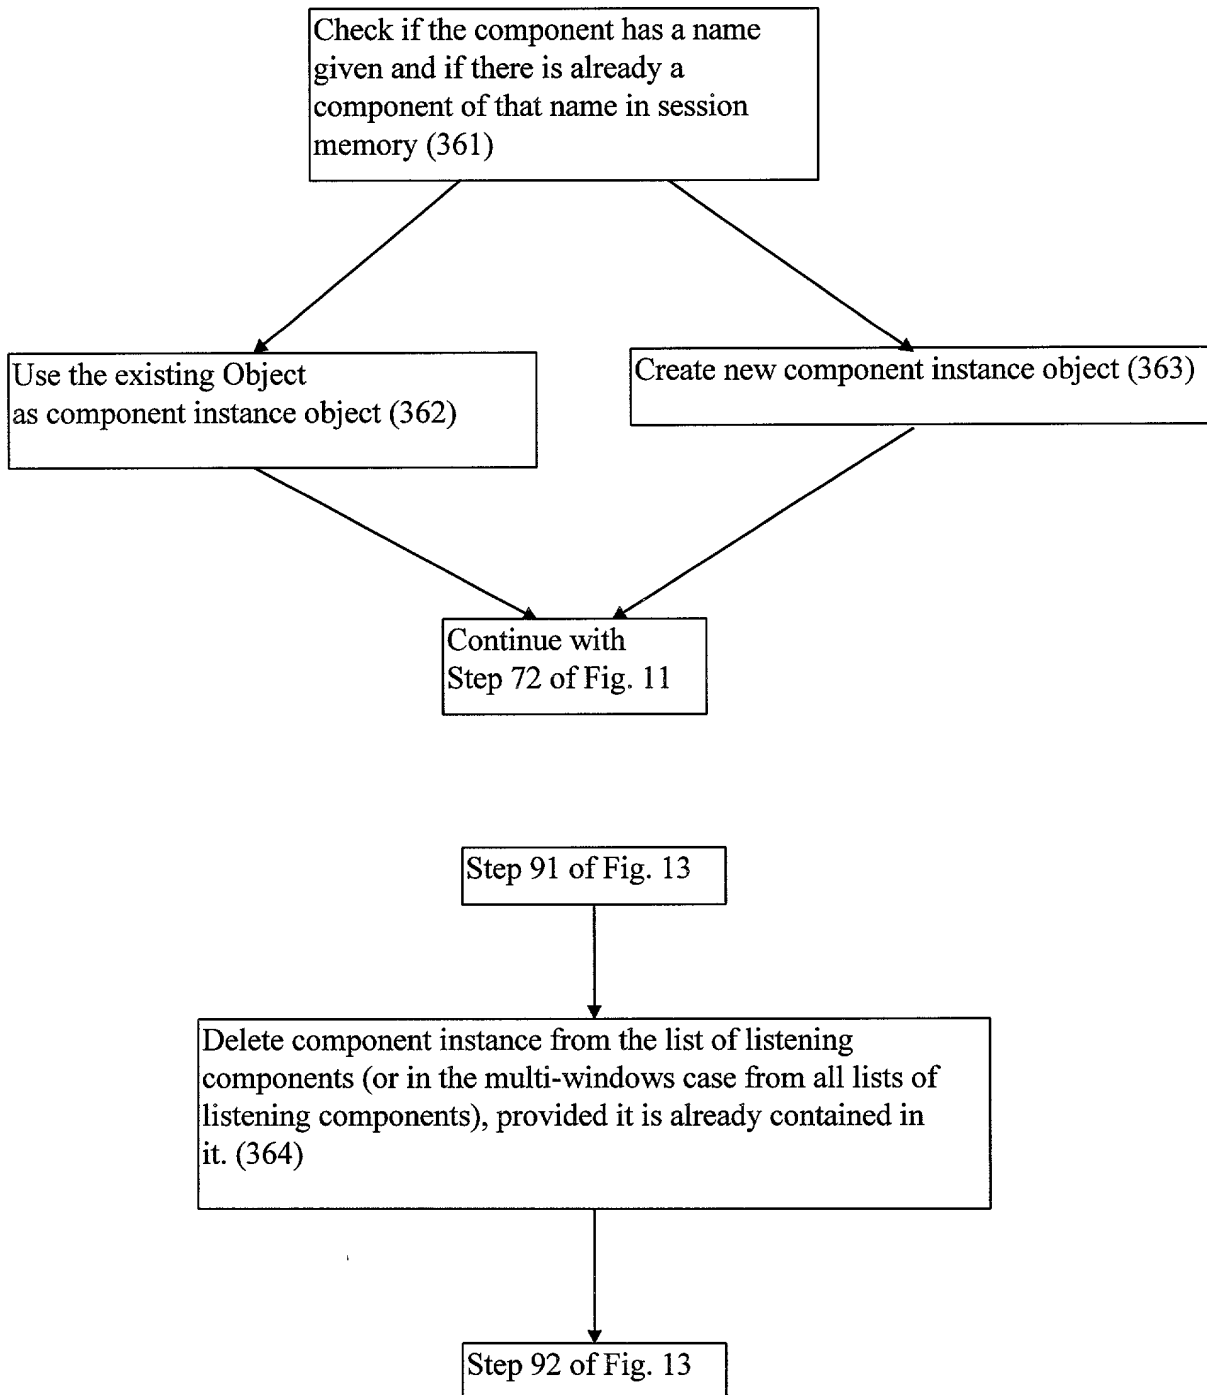 Check if the component has a name
given and if there is already a
component of that name in session
memory (361)
Use the existing Object
as component instance object (362)
Create new component instance object (363)
Continue with
Step 72 of Fig. 11
Step 91 of Fig. 13
Delete component instance from the list of listening
components (or in the multi-windows case from all lists of
listening components), provided it is already contained in
it. (364)
Step 92 of Fig. 13